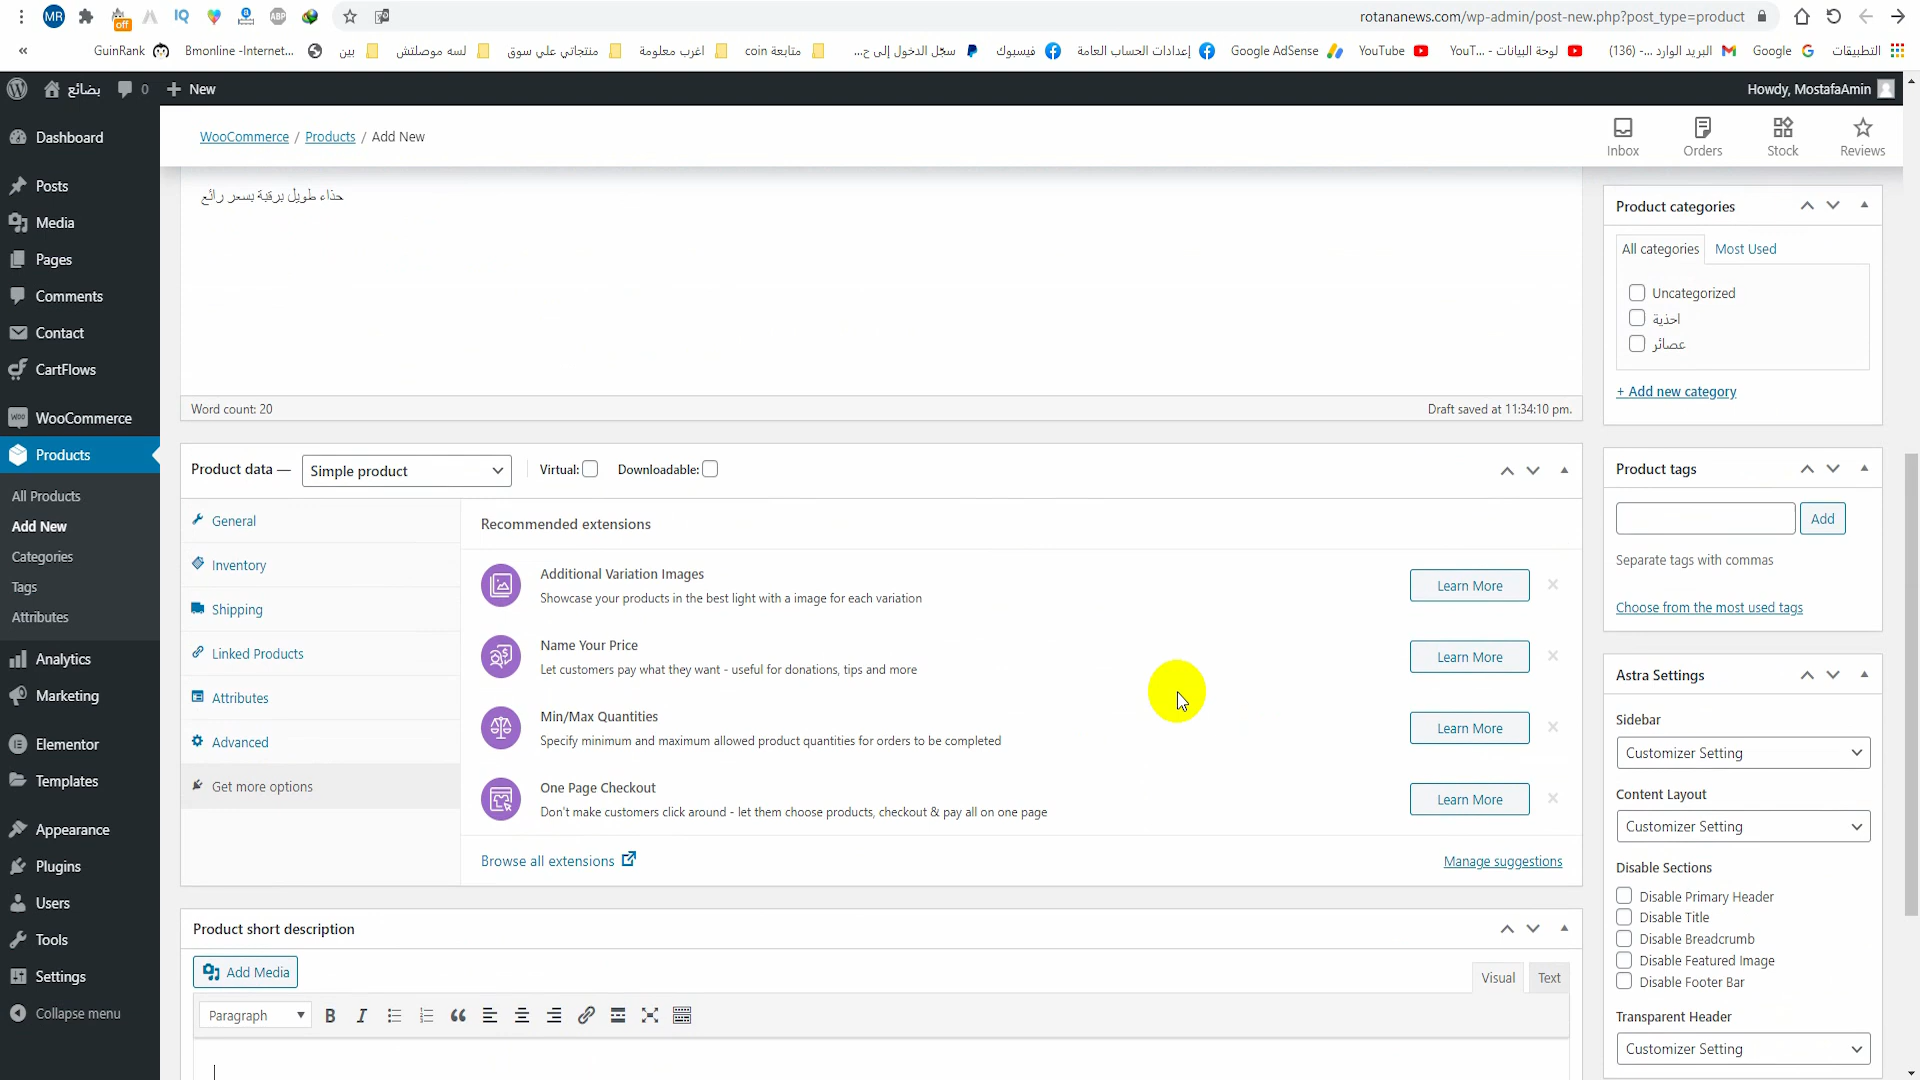 MR
off
IQ
ABP
rotananews.com/wp-admin/post-new.php?post_type=product
«
GuinRank
Bmonline -Internet...
بين
لسه موصلتش
منتجاتي علي سوق
اغرب معلومة
متابعة coin
سجّل الدخول إلى ح...
فيسبوك
إعدادات الحساب العامة
Google AdSense
YouTube
لوحة البيانات - YouT...
البريد الوارد ...- (136)
Google
التطبيقات
بضائع
0
New
Howdy, MostafaAmin
WooCommerce / Products / Add New
Inbox
Orders
Stock
Reviews
Dashboard
Posts
Media
Pages
Comments
Contact
CartFlows
WooCommerce
Products
All Products
Add New
Categories
Tags
Attributes
Analytics
Marketing
Elementor
Templates
Appearance
Plugins
Users
Tools
Settings
Collapse menu
حذاء طويل برقبة بسعر رائع
Word count: 20
Draft saved at 11:34:10 pm.
Product data —
Simple product
Virtual:
Downloadable:
General
Inventory
Shipping
Linked Products
Attributes
Advanced
Get more options
Recommended extensions
Additional Variation Images
Showcase your products in the best light with a image for each variation
Learn More
Name Your Price
Let customers pay what they want - useful for donations, tips and more
Learn More
Min/Max Quantities
Specify minimum and maximum allowed product quantities for orders to be completed
Learn More
One Page Checkout
Don't make customers click around - let them choose products, checkout & pay all on one page
Learn More
Browse all extensions
Manage suggestions
Product short description
Add Media
Visual
Text
Paragraph
B
I
Product categories
All categories
Most Used
Uncategorized
احذية
عصائر
+ Add new category
Product tags
Add
Separate tags with commas
Choose from the most used tags
Astra Settings
Sidebar
Customizer Setting
Content Layout
Customizer Setting
Disable Sections
Disable Primary Header
Disable Title
Disable Breadcrumb
Disable Featured Image
Disable Footer Bar
Transparent Header
Customizer Setting